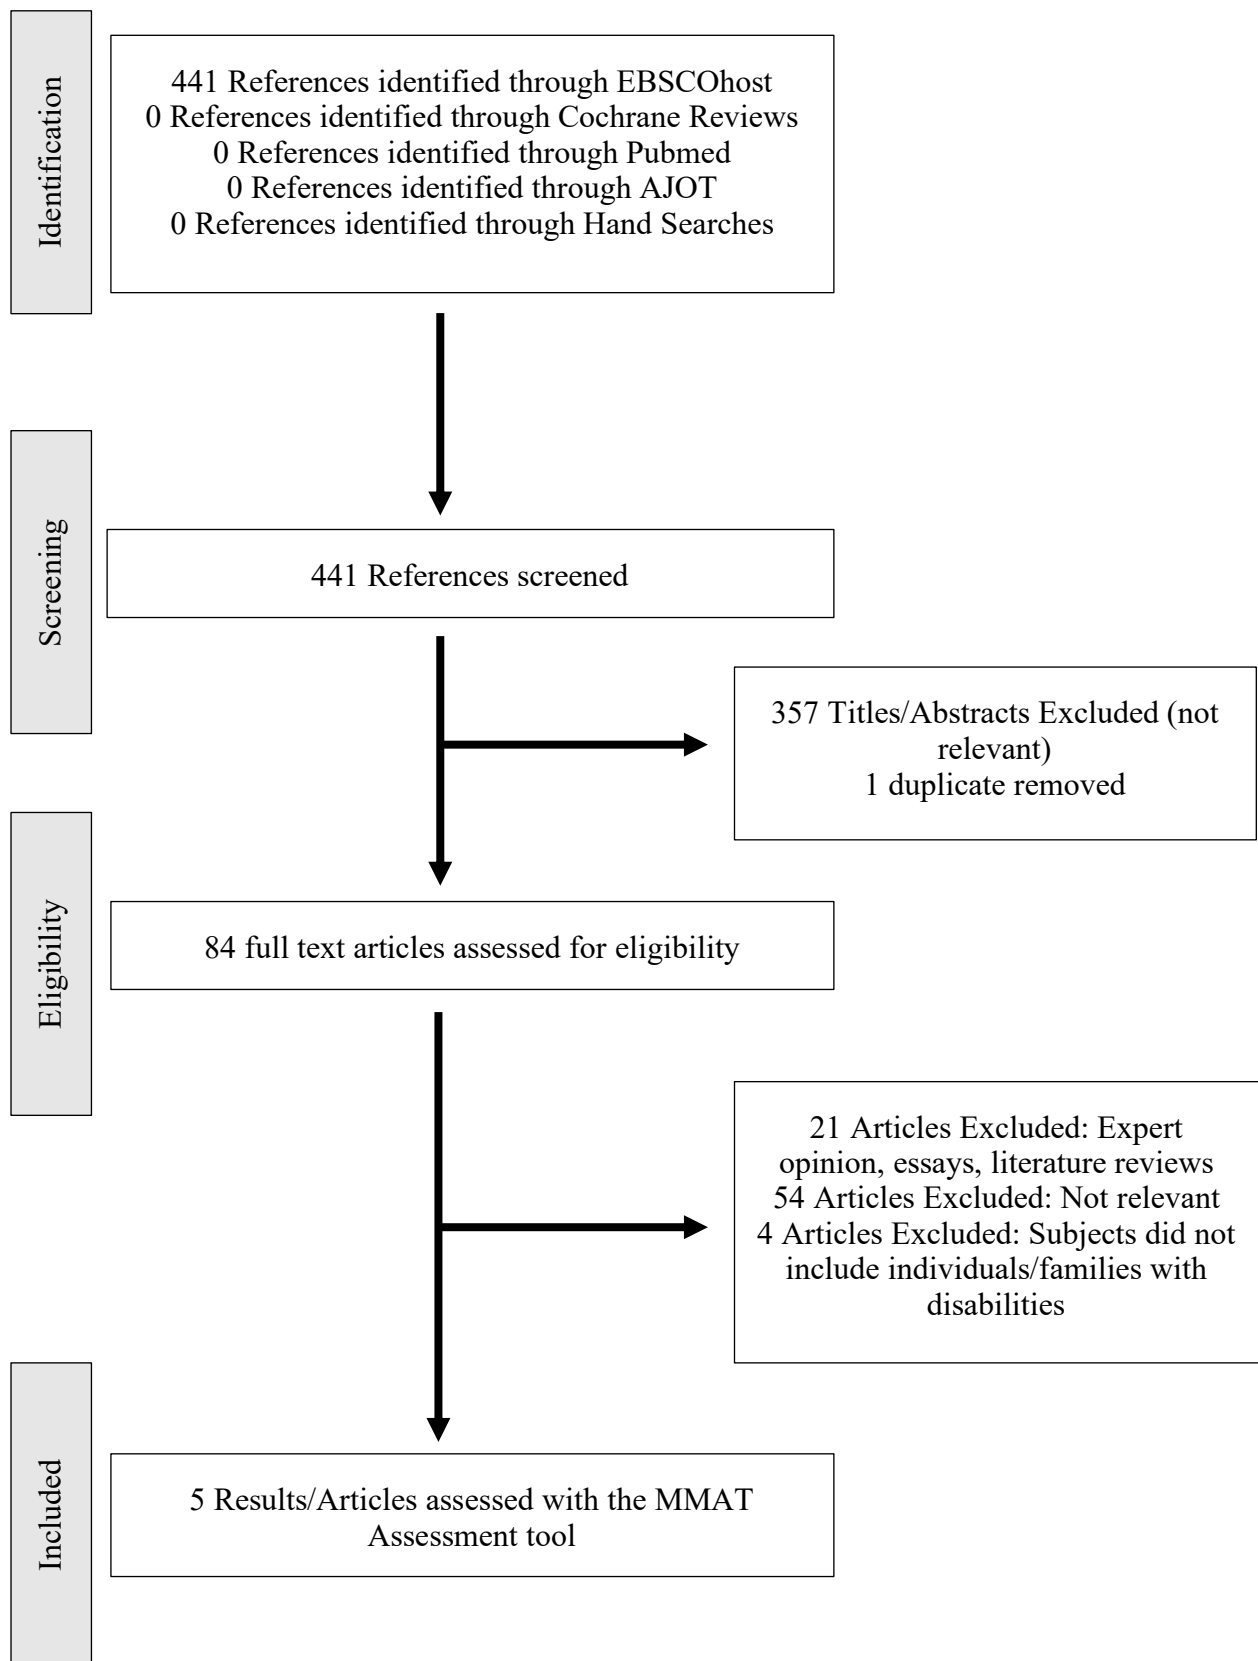 Identification
441 References identified through EBSCOhost
0 References identified through Cochrane Reviews
0 References identified through Pubmed
0 References identified through AJOT
0 References identified through Hand Searches
Screening
441 References screened
357 Titles/Abstracts Excluded (not
relevant)
1 duplicate removed
Eligibility
84 full text articles assessed for eligibility
21 Articles Excluded: Expert
opinion, essays, literature reviews
54 Articles Excluded: Not relevant
4 Articles Excluded: Subjects did not
include individuals/families with
disabilities
Included
5 Results/Articles assessed with the MMAT
Assessment tool